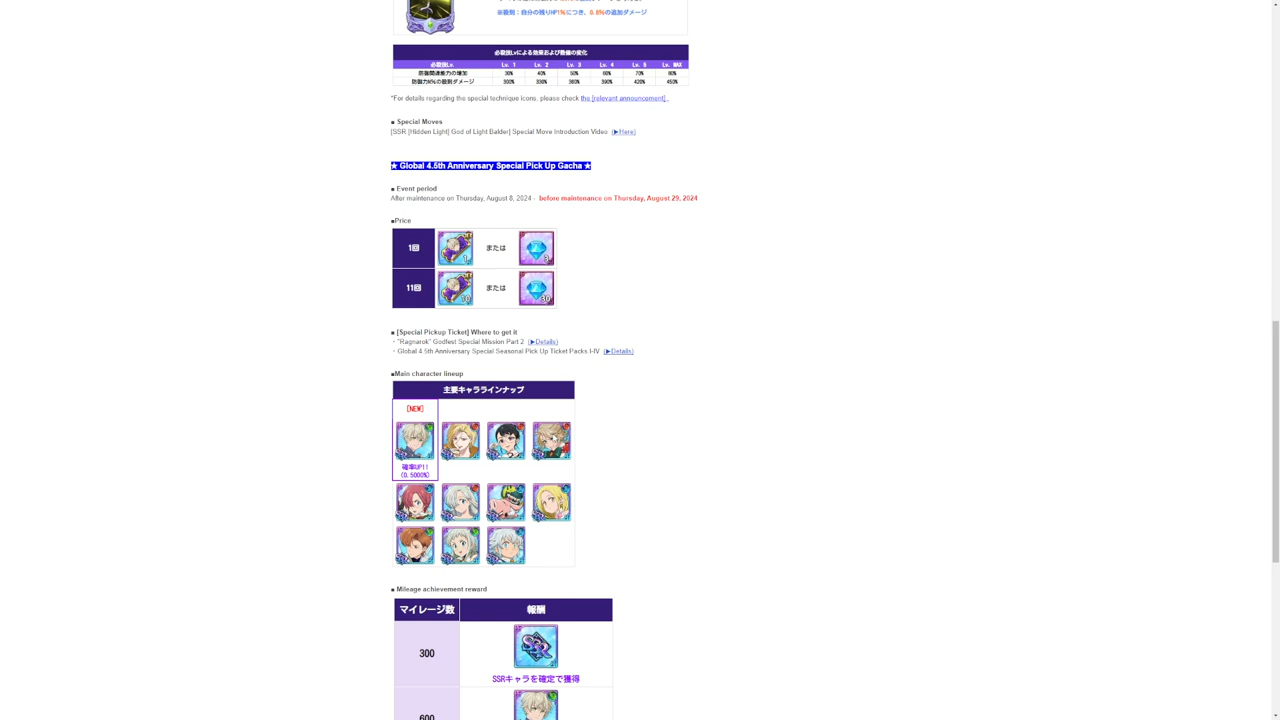 ※殺到：自分の残りHP1%につき、0.8%の追加ダメージ
必殺技Lvによる効果および数値の変化
必殺技Lv. Lv. 1 Lv. 2 Lv. 3 Lv. 4 Lv. 5 Lv. MAX
防御関連能力の増加 30% 40% 50% 60% 70% 80%
防御力N%の殺到ダメージ 300% 330% 360% 390% 420% 450%
*For details regarding the special technique icons, please check the [relevant announcement] .
■ Special Moves
[SSR [Hidden Light] God of Light Balder] Special Move Introduction Video (▶Here)
★ Global 4.5th Anniversary Special Pick Up Gacha ★
■ Event period
After maintenance on Thursday, August 8, 2024 - before maintenance on Thursday, August 29, 2024
■Price
1回 1 または 3
11回 10 または 30
■ [Special Pickup Ticket] Where to get it
・"Ragnarok" Godfest Special Mission Part 2 (▶Details)
・Global 4.5th Anniversary Special Seasonal Pick Up Ticket Packs I-IV (▶Details)
■Main character lineup
主要キャララインナップ
[NEW]
確率UP!!
(0.5000%)
■ Mileage achievement reward
マイレージ数 報酬
300
SSR
SSRキャラを確定で獲得
600